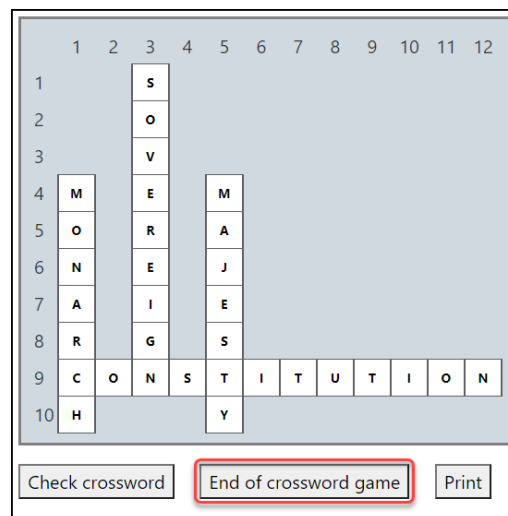 1 2 3 4 5 6 7 8 9 10 11 12
1 S
2 O
3 V
4 M E M
5 O R A
6 N E J
7 A I E
8 R G S
9 C O N S T I T U T I O N
10 H Y
Check crossword End of crossword game Print